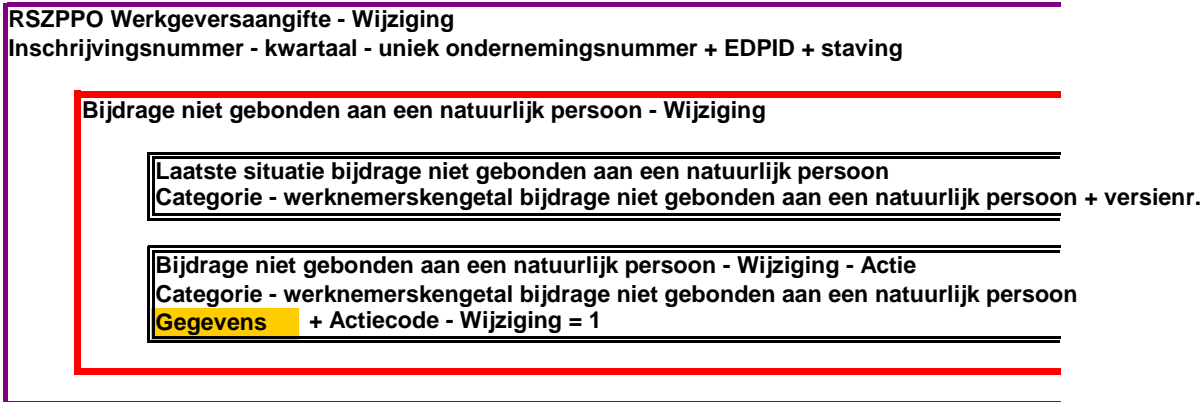 RSZPPO Werkgeversaangifte - Wijziging
Inschrijvingsnummer - kwartaal - uniek ondernemingsnummer + EDPID + staving
Bijdrage niet gebonden aan een natuurlijk persoon - Wijziging
Laatste situatie bijdrage niet gebonden aan een natuurlijk persoon
Categorie - werknemerskengetal bijdrage niet gebonden aan een natuurlijk persoon + versienr.
Bijdrage niet gebonden aan een natuurlijk persoon - Wijziging - Actie
Categorie - werknemerskengetal bijdrage niet gebonden aan een natuurlijk persoon
Gegevens + Actiecode - Wijziging = 1